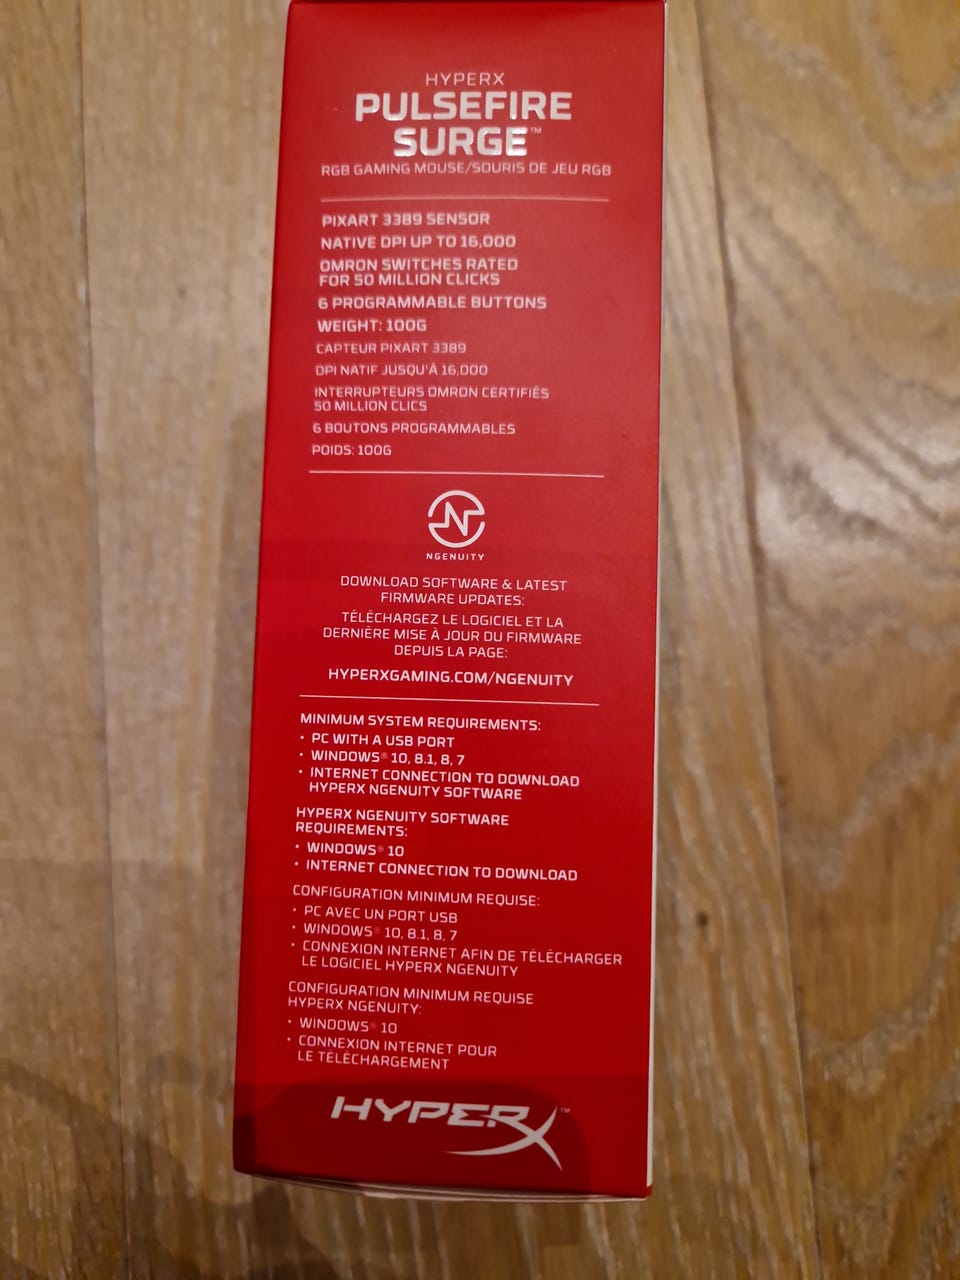 HYPERX
PULSEFIRE
SURGE™
RGB GAMING MOUSE/SOURIS DE JEU RGB
PIXART 3389 SENSOR
NATIVE DPI UP TO 16,000
OMRON SWITCHES RATED
FOR 50 MILLION CLICKS
6 PROGRAMMABLE BUTTONS
WEIGHT: 100G
CAPTEUR PIXART 3389
DPI NATIF JUSQU'À 16,000
INTERRUPTEURS OMRON CERTIFIÉS
50 MILLION CLICS
6 BOUTONS PROGRAMMABLES
POIDS: 100G
N
NGENUITY
DOWNLOAD SOFTWARE & LATEST
FIRMWARE UPDATES:
TÉLÉCHARGEZ LE LOGICIEL ET LA
DERNIÈRE MISE À JOUR DU FIRMWARE
DEPUIS LA PAGE:
HYPERXGAMING.COM/NGENUITY
MINIMUM SYSTEM REQUIREMENTS:
• PC WITH A USB PORT
• WINDOWS® 10, 8.1, 8, 7
• INTERNET CONNECTION TO DOWNLOAD
HYPERX NGENUITY SOFTWARE
HYPERX NGENUITY SOFTWARE
REQUIREMENTS:
• WINDOWS® 10
• INTERNET CONNECTION TO DOWNLOAD
CONFIGURATION MINIMUM REQUISE:
• PC AVEC UN PORT USB
• WINDOWS® 10, 8.1, 8, 7
• CONNEXION INTERNET AFIN DE TÉLÉCHARGER
LE LOGICIEL HYPERX NGENUITY
CONFIGURATION MINIMUM REQUISE
HYPERX NGENUITY:
• WINDOWS® 10
• CONNEXION INTERNET POUR
LE TÉLÉCHARGEMENT
HYPERX™